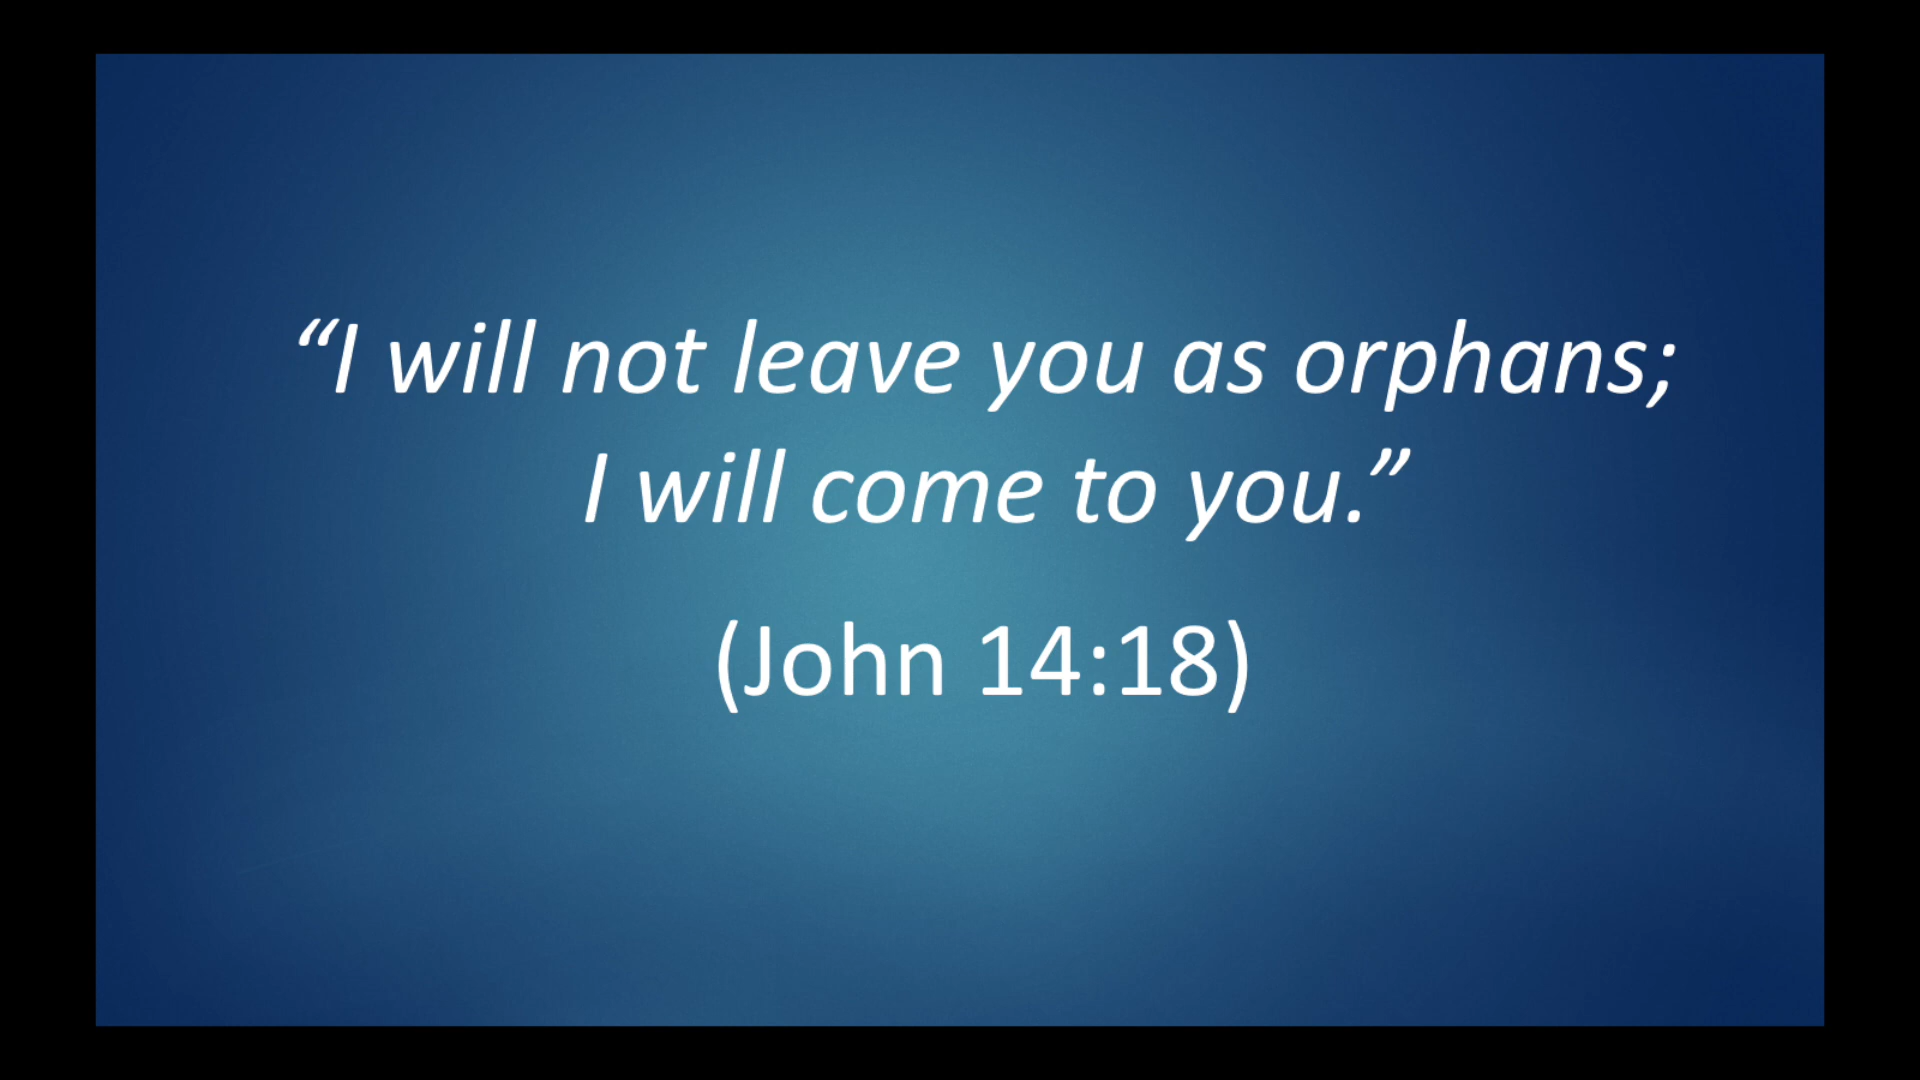 “I will not leave you as orphans;
I will come to you.”
(John 14:18)